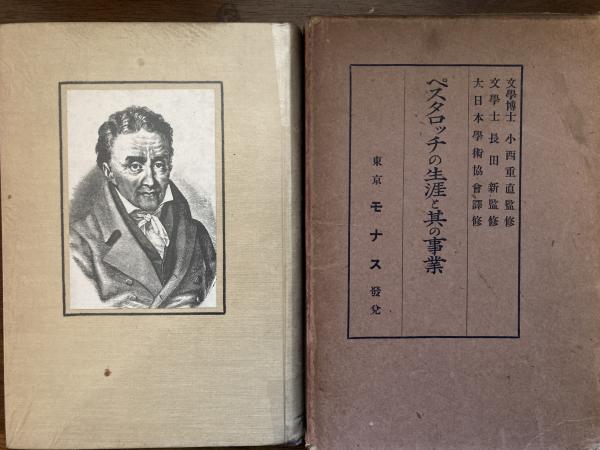 文學博士 小西重直監修
文學士 長田新監修
大日本學術協會譯修
ペスタロッチの生涯と其の事業
東京 モナス 發兌